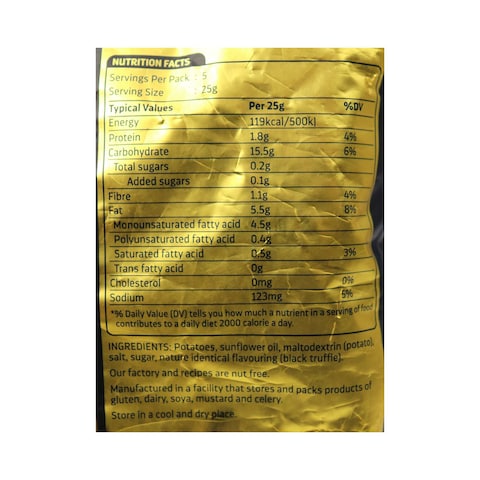 NUTRITION FACTS
Servings Per Pack : 5
Serving Size : 25g
Typical Values Per 25g %DV
Energy 119kcal/500kJ
Protein 1.8g 4%
Carbohydrate 15.5g 6%
Total sugars 0.2g
Added sugars 0.1g
Fibre 1.1g 4%
Fat 5.5g 8%
Monounsaturated fatty acid 4.5g
Polyunsaturated fatty acid 0.4g
Saturated fatty acid 0.5g 3%
Trans fatty acid 0g
Cholesterol 0mg 0%
Sodium 123mg 5%
*% Daily Value (DV) tells you how much a nutrient in a serving of food
contributes to a daily diet 2000 calorie a day.
INGREDIENTS: Potatoes, sunflower oil, maltodextrin (potato),
salt, sugar, nature identical flavouring (black truffle).
Our factory and recipes are nut free.
Manufactured in a facility that stores and packs products of
gluten, dairy, soya, mustard and celery.
Store in a cool and dry place.